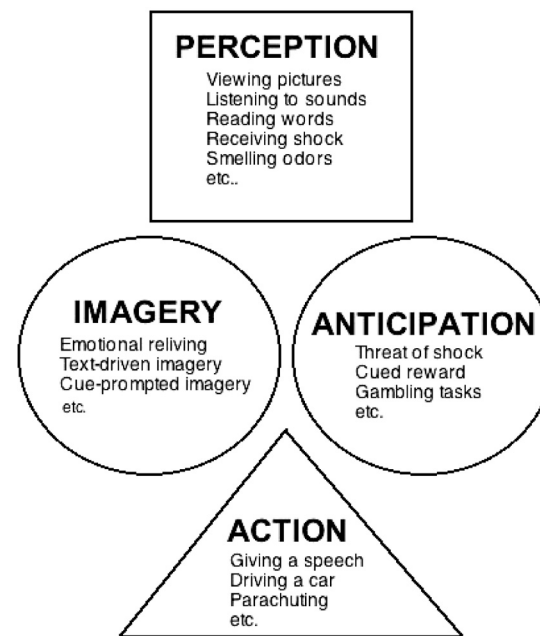 PERCEPTION
Viewing pictures
Listening to sounds
Reading words
Receiving shock
Smelling odors
etc..
IMAGERY
Emotional reliving
Text-driven imagery
Cue-prompted imagery
etc.
ANTICIPATION
Threat of shock
Cued reward
Gambling tasks
etc.
ACTION
Giving a speech
Driving a car
Parachuting
etc.